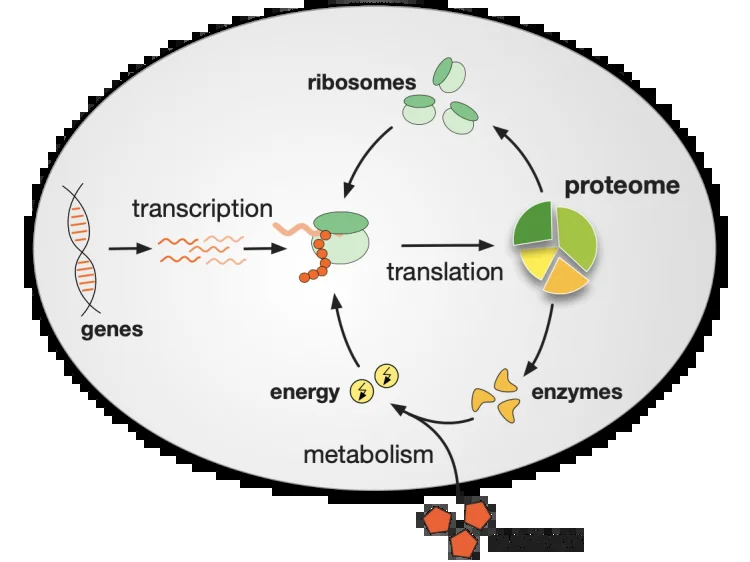 ribosomes
proteome
transcription
translation
genes
energy
enzymes
metabolism